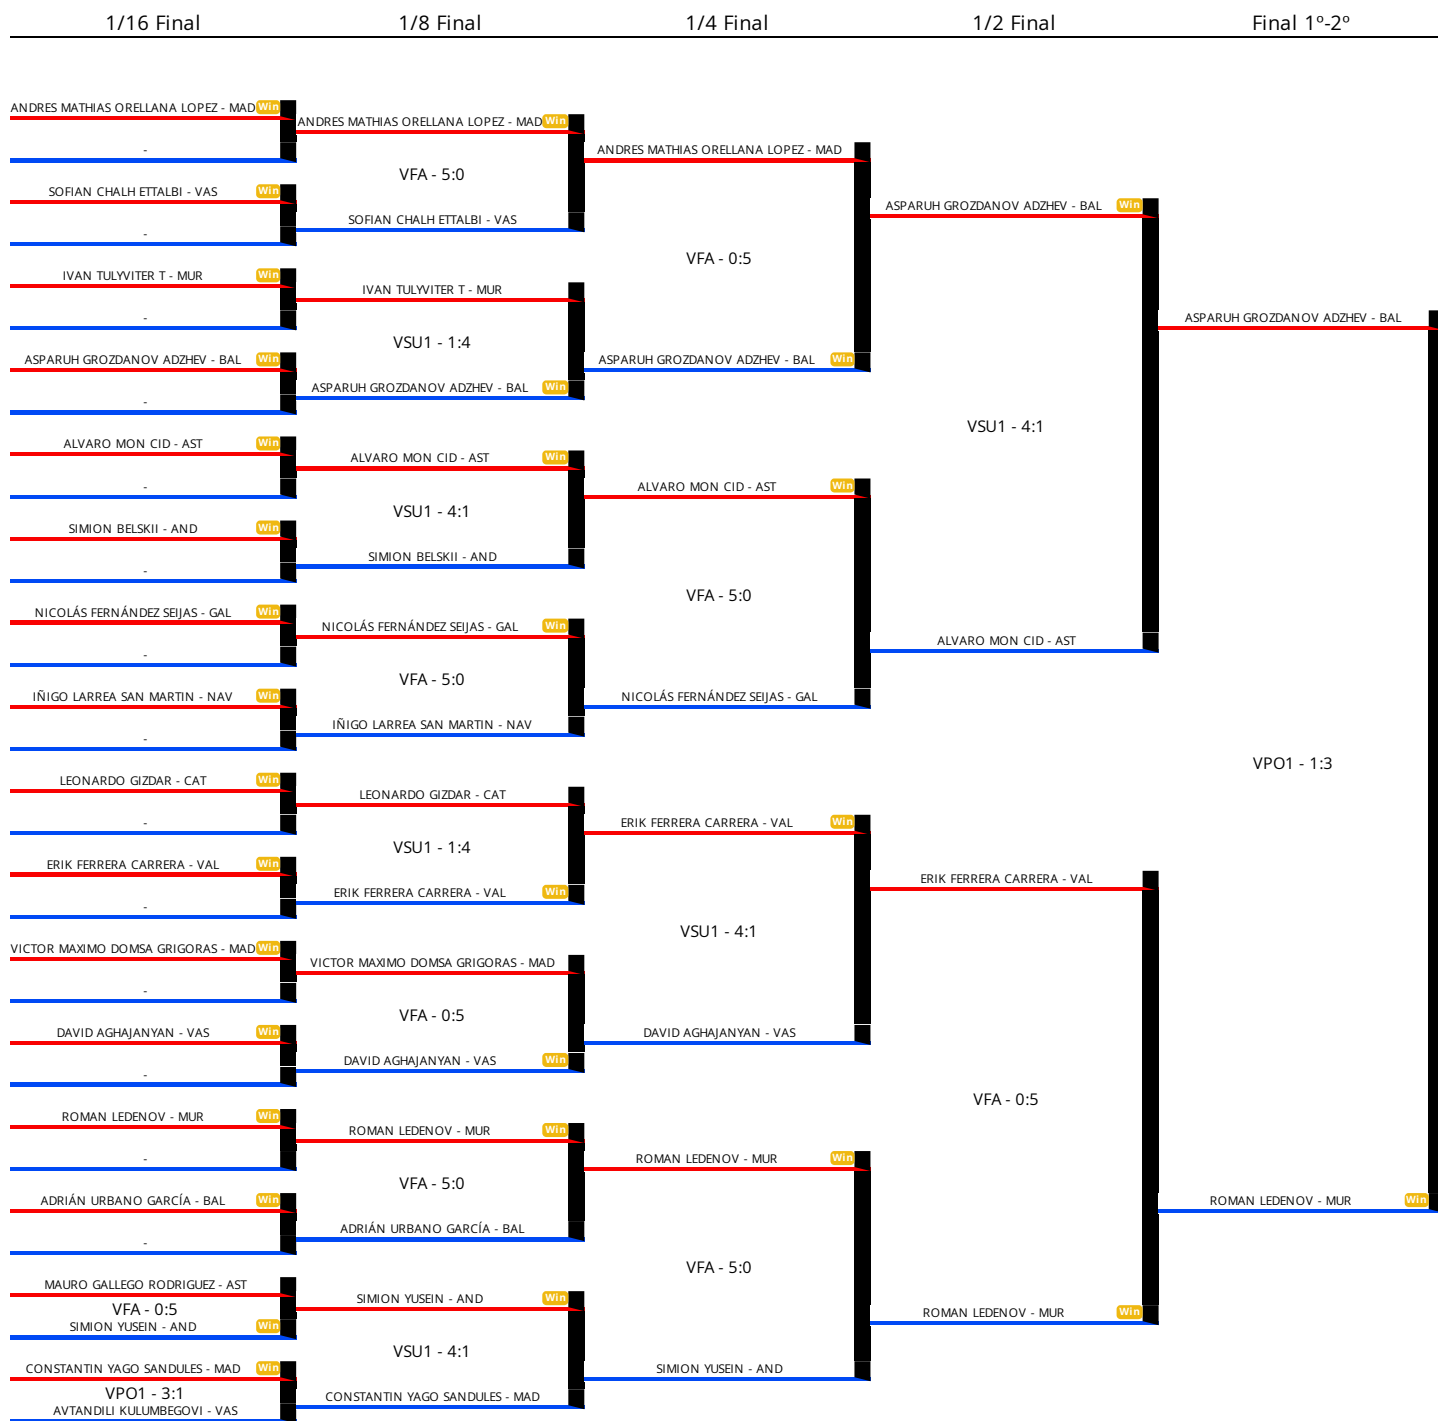 1/16 Final
1/8 Final
1/4 Final
1/2 Final
Final 1º-2º
ANDRES MATHIAS ORELLANA LOPEZ - MAD Win
-
SOFIAN CHALH ETTALBI - VAS Win
-
IVAN TULYVITER T - MUR Win
-
ASPARUH GROZDANOV ADZHEV - BAL Win
-
ALVARO MON CID - AST Win
-
SIMION BELSKII - AND Win
-
NICOLÁS FERNÁNDEZ SEIJAS - GAL Win
-
IÑIGO LARREA SAN MARTIN - NAV Win
-
LEONARDO GIZDAR - CAT Win
-
ERIK FERRERA CARRERA - VAL Win
-
VICTOR MAXIMO DOMSA GRIGORAS - MAD Win
-
DAVID AGHAJANYAN - VAS Win
-
ROMAN LEDENOV - MUR Win
-
ADRIÁN URBANO GARCÍA - BAL Win
-
MAURO GALLEGO RODRIGUEZ - AST
VFA - 0:5
SIMION YUSEIN - AND Win
CONSTANTIN YAGO SANDULES - MAD Win
VPO1 - 3:1
AVTANDILI KULUMBEGOVI - VAS
ANDRES MATHIAS ORELLANA LOPEZ - MAD Win
VFA - 5:0
SOFIAN CHALH ETTALBI - VAS
IVAN TULYVITER T - MUR
VSU1 - 1:4
ASPARUH GROZDANOV ADZHEV - BAL Win
ALVARO MON CID - AST Win
VSU1 - 4:1
SIMION BELSKII - AND
NICOLÁS FERNÁNDEZ SEIJAS - GAL Win
VFA - 5:0
IÑIGO LARREA SAN MARTIN - NAV
LEONARDO GIZDAR - CAT
VSU1 - 1:4
ERIK FERRERA CARRERA - VAL Win
VICTOR MAXIMO DOMSA GRIGORAS - MAD
VFA - 0:5
DAVID AGHAJANYAN - VAS Win
ROMAN LEDENOV - MUR Win
VFA - 5:0
ADRIÁN URBANO GARCÍA - BAL
SIMION YUSEIN - AND Win
VSU1 - 4:1
CONSTANTIN YAGO SANDULES - MAD
ANDRES MATHIAS ORELLANA LOPEZ - MAD
VFA - 0:5
ASPARUH GROZDANOV ADZHEV - BAL Win
ALVARO MON CID - AST Win
VFA - 5:0
NICOLÁS FERNÁNDEZ SEIJAS - GAL
ERIK FERRERA CARRERA - VAL Win
VSU1 - 4:1
DAVID AGHAJANYAN - VAS
ROMAN LEDENOV - MUR Win
VFA - 5:0
SIMION YUSEIN - AND
ASPARUH GROZDANOV ADZHEV - BAL Win
VSU1 - 4:1
ALVARO MON CID - AST
ERIK FERRERA CARRERA - VAL
VFA - 0:5
ROMAN LEDENOV - MUR Win
ASPARUH GROZDANOV ADZHEV - BAL
VPO1 - 1:3
ROMAN LEDENOV - MUR Win